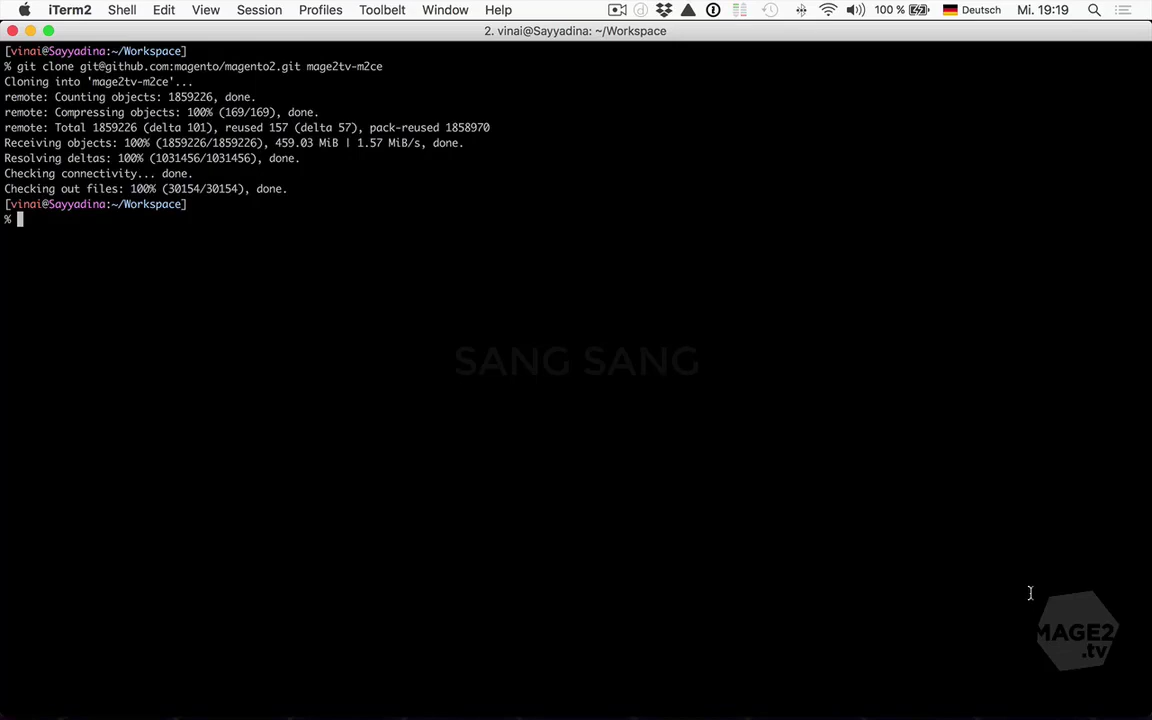 iTerm2 Shell Edit View Session Profiles Toolbelt Window Help 100 % Deutsch Mi. 19:19
2. vinai@Sayyadina: ~/Workspace
[vinai@Sayyadina:~/Workspace]
% git clone git@github.com:magento/magento2.git mage2tv-m2ce
Cloning into 'mage2tv-m2ce'...
remote: Counting objects: 1859226, done.
remote: Compressing objects: 100% (169/169), done.
remote: Total 1859226 (delta 101), reused 157 (delta 57), pack-reused 1858970
Receiving objects: 100% (1859226/1859226), 459.03 MiB | 1.57 MiB/s, done.
Resolving deltas: 100% (1031456/1031456), done.
Checking connectivity... done.
Checking out files: 100% (30154/30154), done.
[vinai@Sayyadina:~/Workspace]
%
SANG SANG
MAGE2
.tv